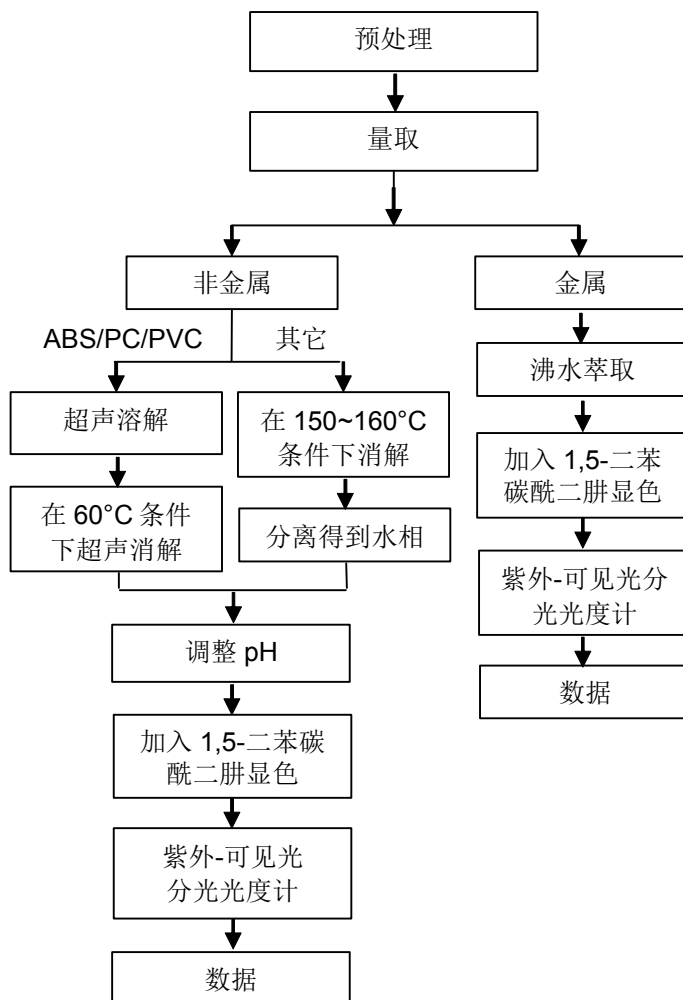 预处理
量取
非金属
金属
ABS/PC/PVC
其它
沸水萃取
超声溶解
在 150~160°C
条件下消解
加入 1,5-二苯
碳酰二肼显色
在 60°C 条件
下超声消解
分离得到水相
紫外-可见光分
光光度计
调整 pH
数据
加入 1,5-二苯碳
酰二肼显色
紫外-可见光
分光光度计
数据